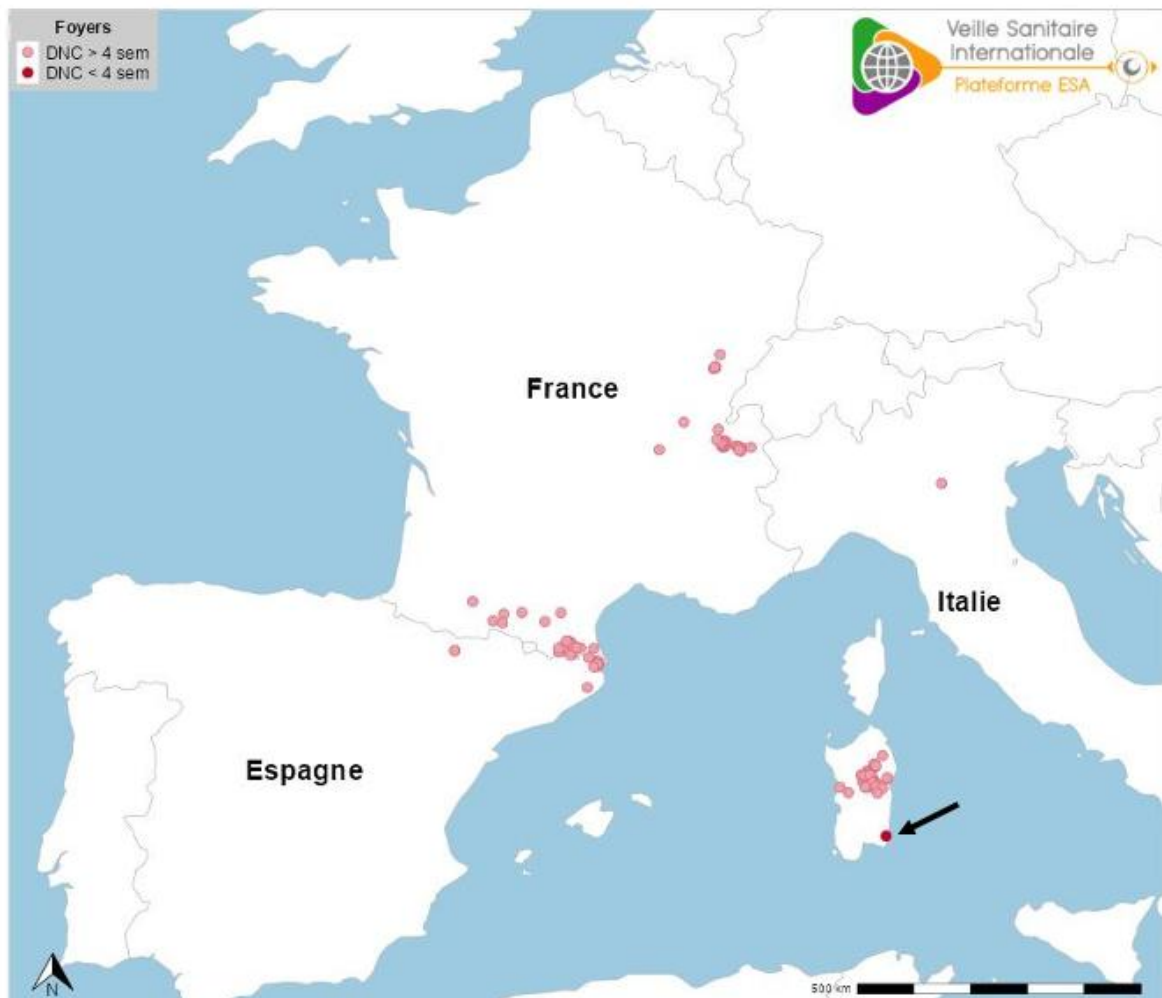 Foyers
DNC > 4 sem
DNC < 4 sem
Veille Sanitaire
Internationale
Plateforme ESA
France
Italie
Espagne
N
500 km